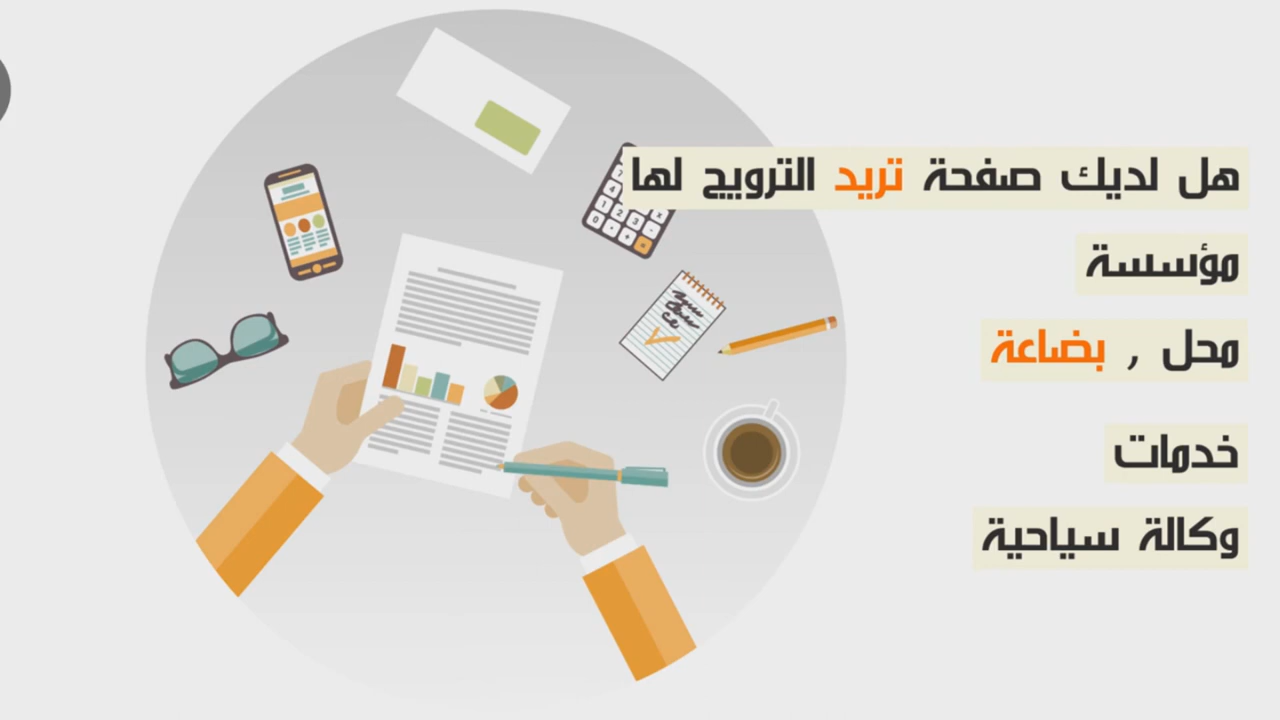 هل لديك صفحة تريد الترويج لها
مؤسسة
محل , بضاعة
خدمات
وكالة سياحية